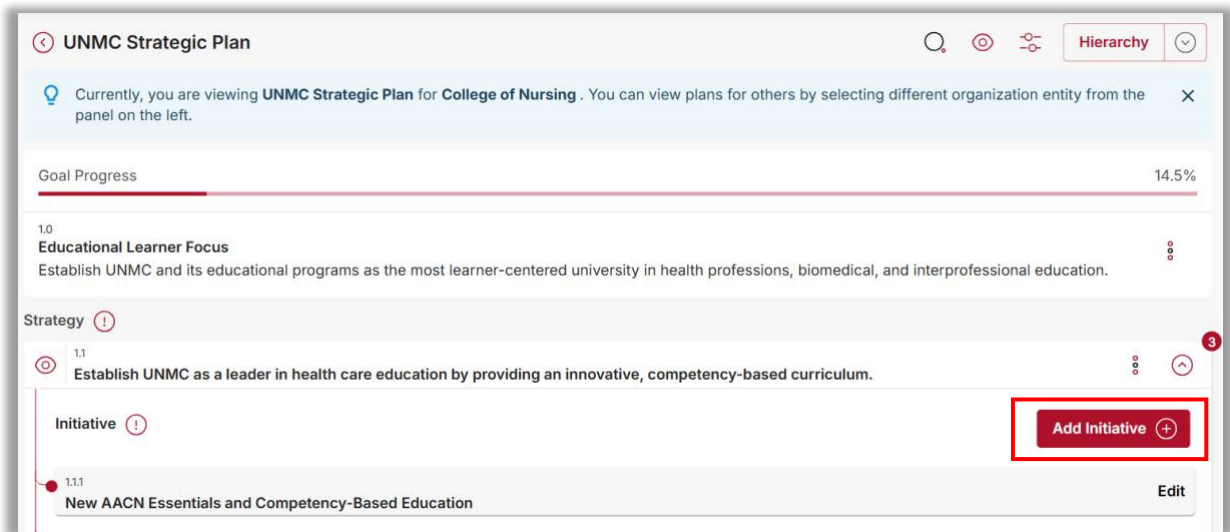 UNMC Strategic Plan
Hierarchy
Currently, you are viewing UNMC Strategic Plan for College of Nursing . You can view plans for others by selecting different organization entity from the
panel on the left.
Goal Progress
14.5%
1.0
Educational Learner Focus
Establish UNMC and its educational programs as the most learner-centered university in health professions, biomedical, and interprofessional education.
Strategy
3
1.1
Establish UNMC as a leader in health care education by providing an innovative, competency-based curriculum.
Initiative
Add Initiative
1.1.1
New AACN Essentials and Competency-Based Education
Edit